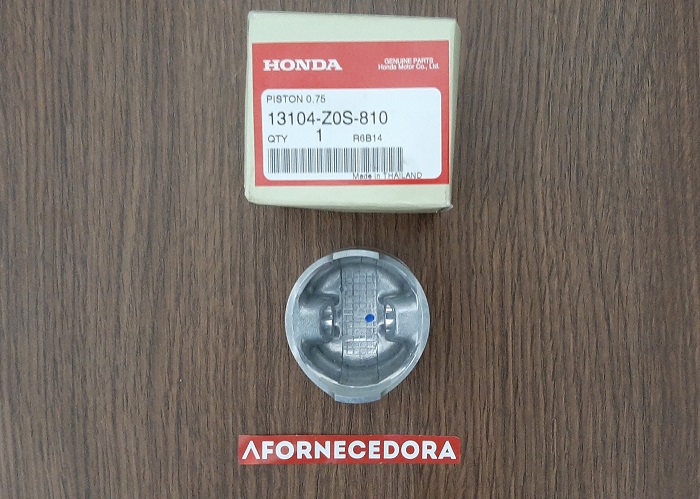 HONDA
GENUINE PARTS
Honda Motor Co., Ltd.
PISTON 0.75
13104-Z0S-810
QTY 1 R6B14
Made in THAILAND
AFORNECEDORA